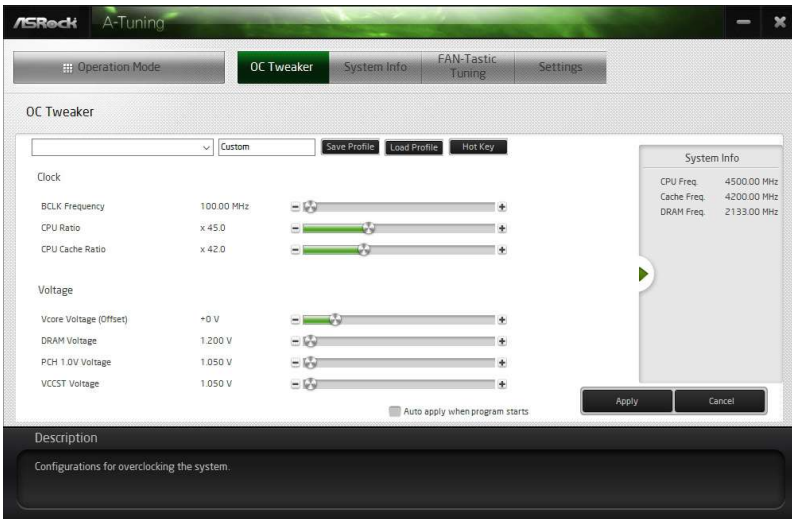 ASRock A-Tuning
Operation Mode
OC Tweaker
System Info
FAN-Tastic
Tuning
Settings
OC Tweaker
Custom
Save Profile
Load Profile
Hot Key
Clock
BCLK Frequency 100.00 MHz
CPU Ratio x 45.0
CPU Cache Ratio x 42.0
Voltage
Vcore Voltage (Offset) +0 V
DRAM Voltage 1.200 V
PCH 1.0V Voltage 1.050 V
VCCST Voltage 1.050 V
Auto apply when program starts
System Info
CPU Freq. 4500.00 MHz
Cache Freq. 4200.00 MHz
DRAM Freq. 2133.00 MHz
Apply
Cancel
Description
Configurations for overclocking the system.